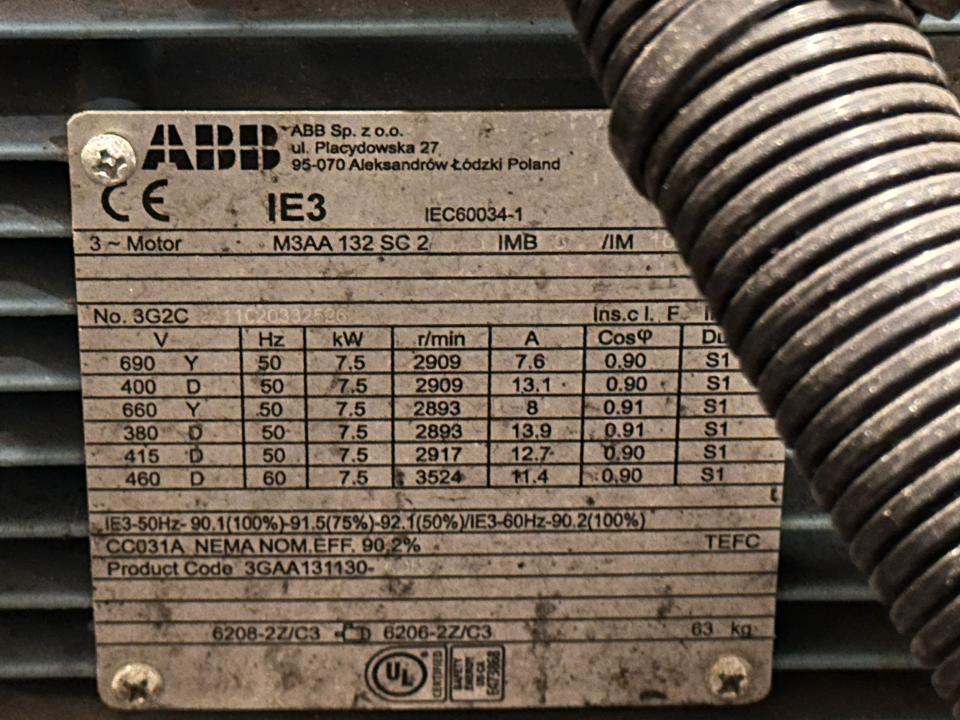 ABB
ABB Sp. z o.o.
ul. Placydowska 27
95-070 Aleksandrów Łódzki Poland
CE IE3 IEC60034-1
3 ~ Motor M3AA 132 SC 2 IMB /IM
No. 3G2C Ins.cl. F
V Hz kW r/min A Cosφ
690 Y 50 7.5 2909 7.6 0.90 S1
400 D 50 7.5 2909 13.1 0.90 S1
660 Y 50 7.5 2893 8 0.91 S1
380 D 50 7.5 2893 13.9 0.91 S1
415 D 50 7.5 2917 12.7 0.90 S1
460 D 60 7.5 3524 11.4 0.90 S1
IE3-50Hz- 90.1(100%)-91.5(75%)-92.1(50%)/IE3-60Hz-90.2(100%)
CC031A NEMA NOM.EFF. 90,2% TEFC
Product Code 3GAA131130-
6208-2Z/C3 6206-2Z/C3 63 kg
UL CERTIFIED SAFETY ENERGY US-CA